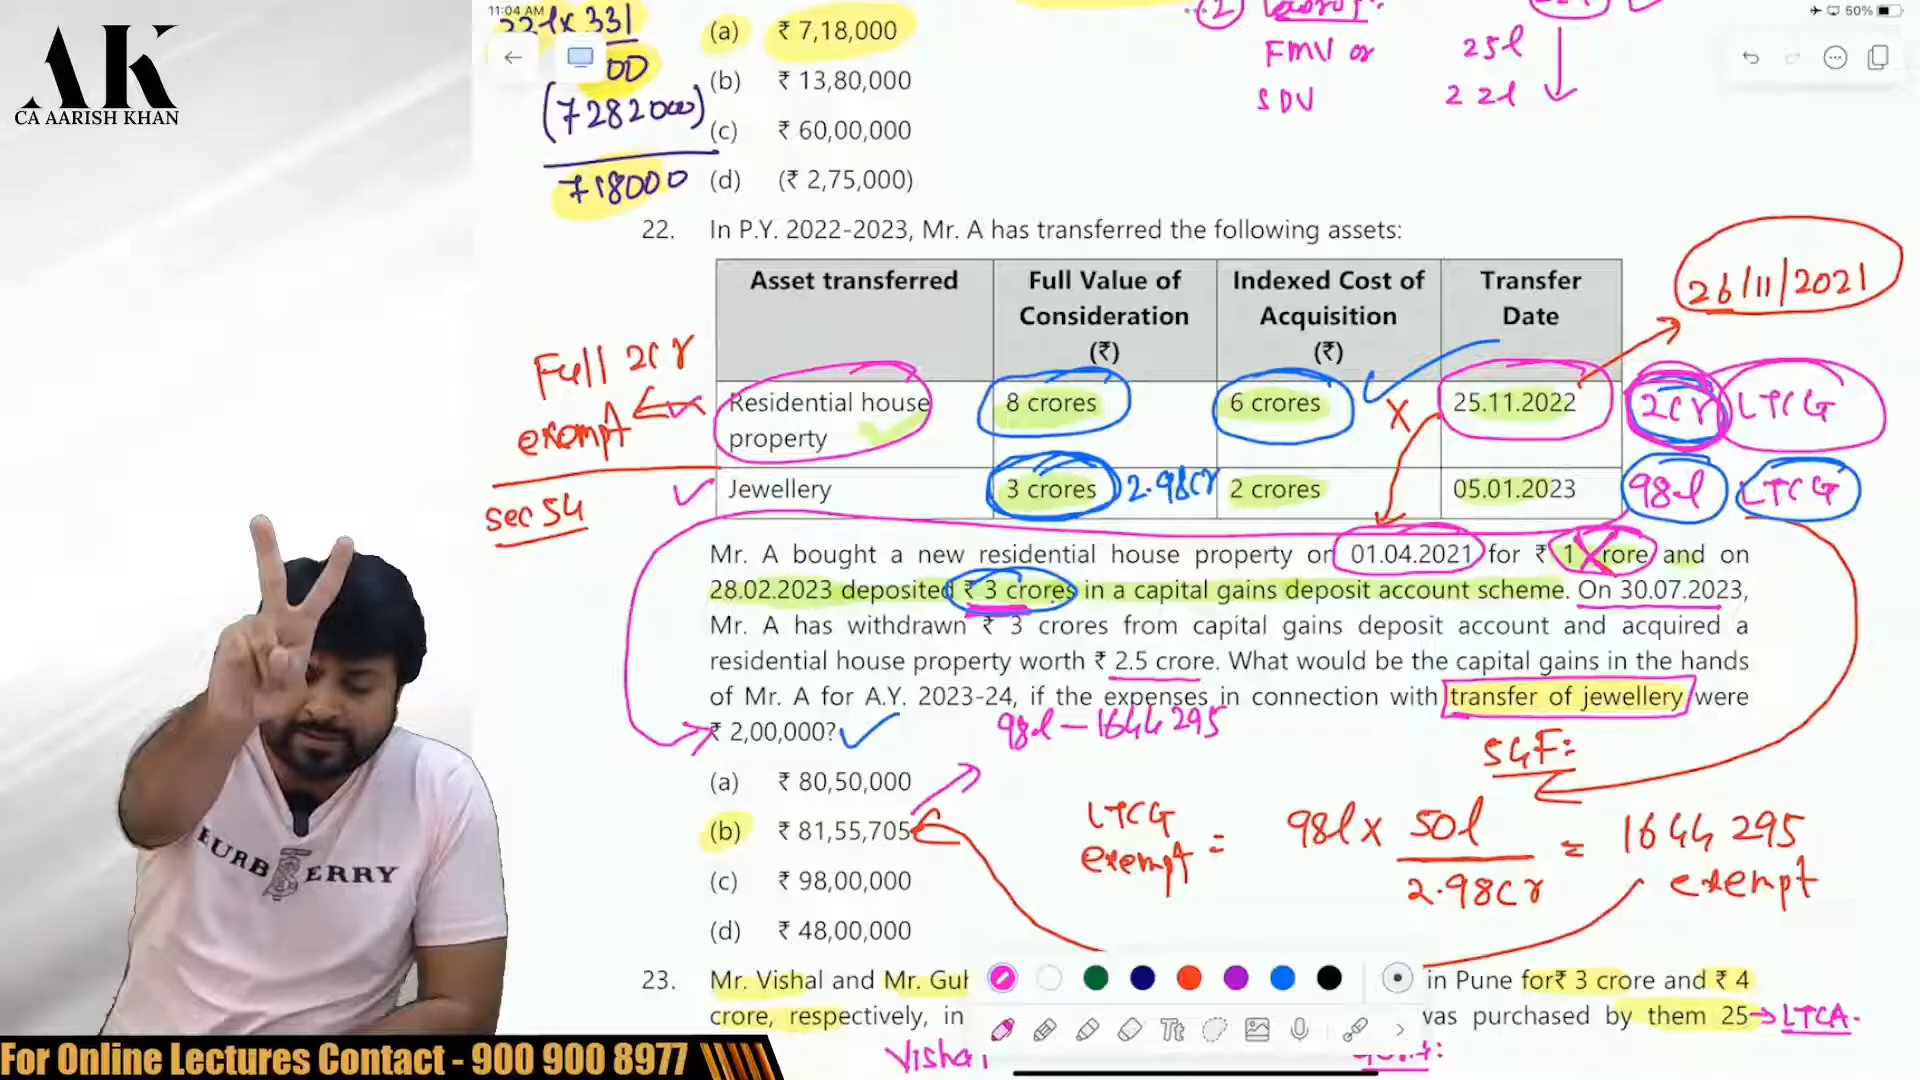 11:04 AM
50%
22l x 331
00
(7282000)
718000
(a) ₹ 7,18,000
(b) ₹ 13,80,000
(c) ₹ 60,00,000
(d) (₹ 2,75,000)
FMV or 25l
SDV 22l
AK
CA AARISH KHAN
22. In P.Y. 2022-2023, Mr. A has transferred the following assets:
Asset transferred Full Value of Consideration (₹) Indexed Cost of Acquisition (₹) Transfer Date
26/11/2021
Residential house property 8 crores 6 crores X 25.11.2022 2cr LTCG
Full 2cr
exempt
sec 54
Jewellery 3 crores 2.98cr 2 crores 05.01.2023 98l LTCG
Mr. A bought a new residential house property on 01.04.2021 for ₹ 1 crore and on
28.02.2023 deposited ₹ 3 crores in a capital gains deposit account scheme. On 30.07.2023,
Mr. A has withdrawn ₹ 3 crores from capital gains deposit account and acquired a
residential house property worth ₹ 2.5 crore. What would be the capital gains in the hands
of Mr. A for A.Y. 2023-24, if the expenses in connection with transfer of jewellery were
₹ 2,00,000?
98l – 1644295
54F:
(a) ₹ 80,50,000
(b) ₹ 81,55,705
(c) ₹ 98,00,000
(d) ₹ 48,00,000
LTCG
exempt = 98l x 50l / 2.98cr = 1644295
exempt
23. Mr. Vishal and Mr. in Pune for ₹ 3 crore and ₹ 4
crore, respectively, in was purchased by them 25 → LTCA.
Tt
BURBERRY
For Online Lectures Contact - 900 900 8977